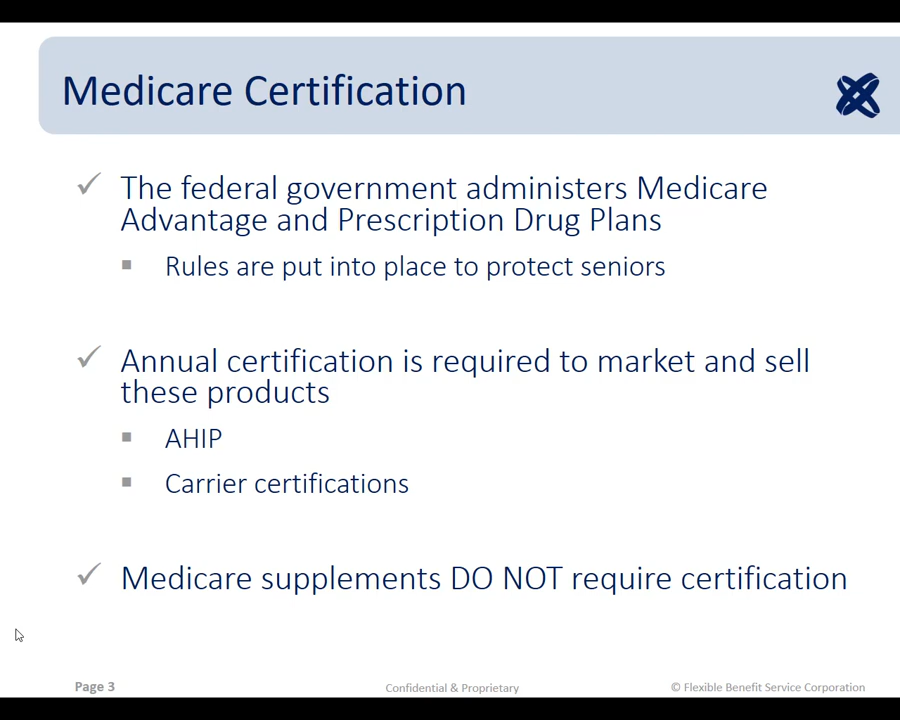 Medicare Certification
The federal government administers Medicare
Advantage and Prescription Drug Plans
Rules are put into place to protect seniors
Annual certification is required to market and sell
these products
AHIP
Carrier certifications
Medicare supplements DO NOT require certification
Page 3
Confidential & Proprietary
© Flexible Benefit Service Corporation